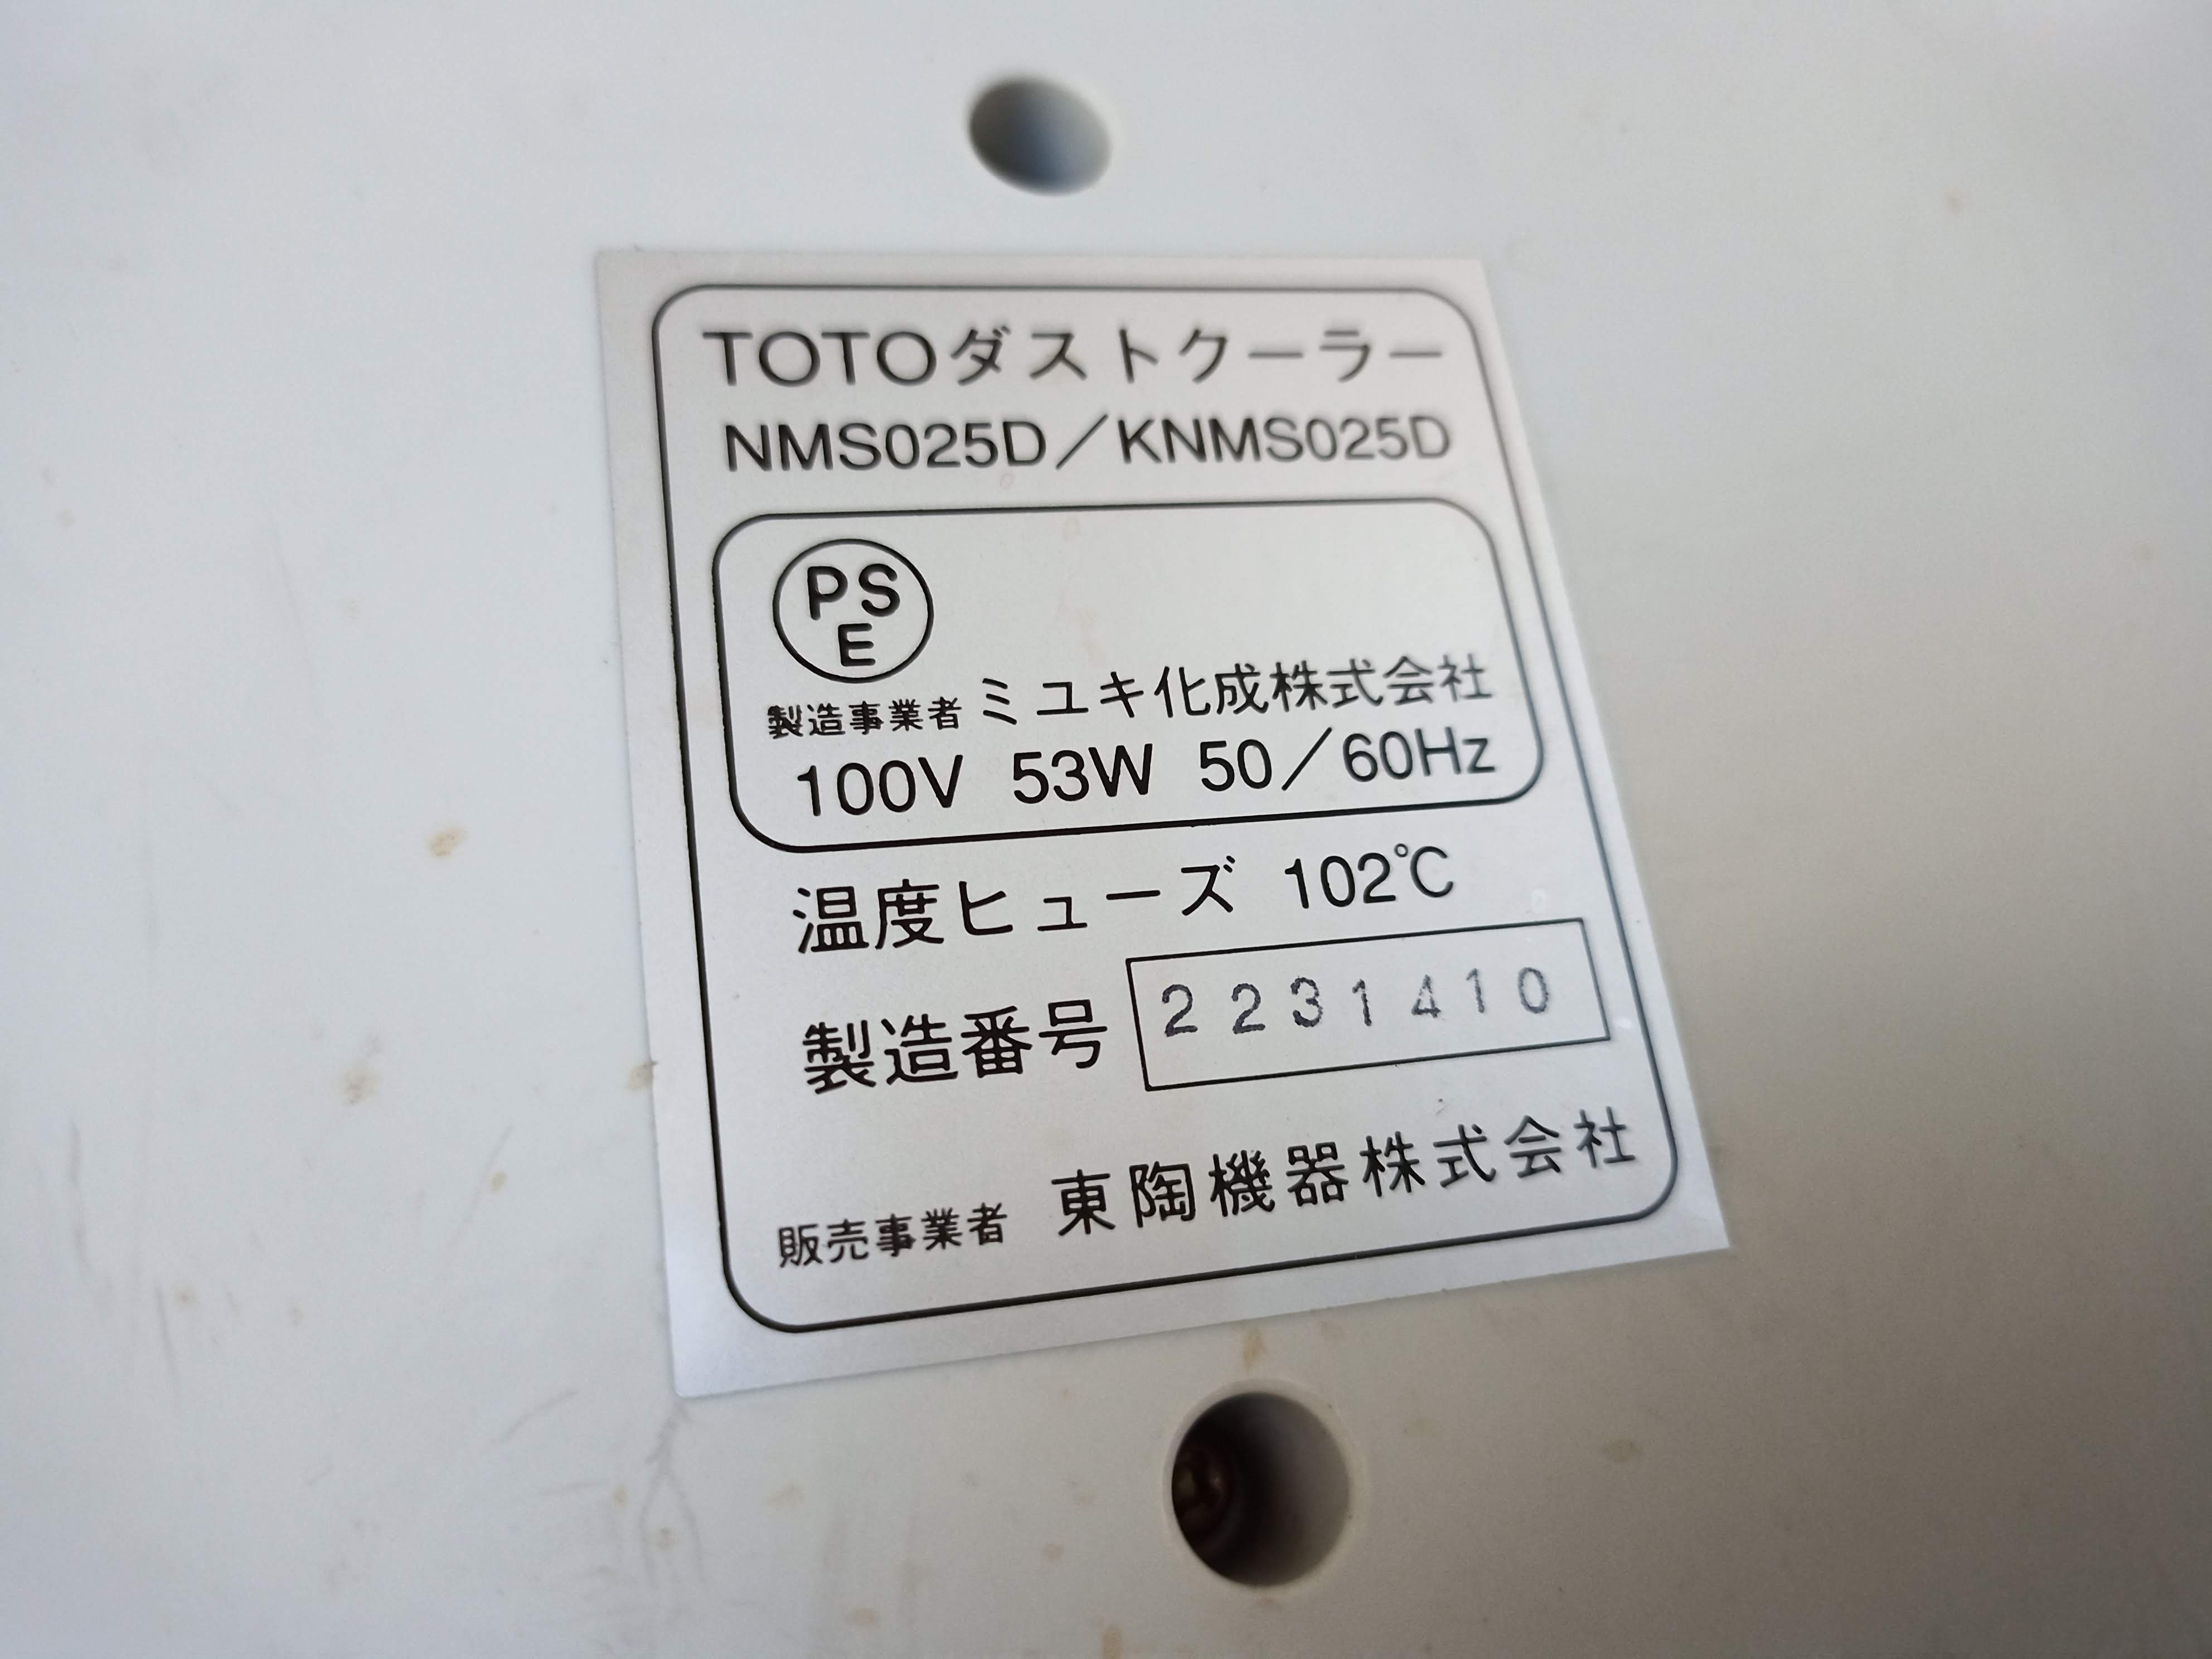 TOTOダストクーラー
NMS025D／KNMS025D
PS
E
製造事業者 ミユキ化成株式会社
100V 53W 50／60Hz
温度ヒューズ 102℃
製造番号 2231410
販売事業者 東陶機器株式会社